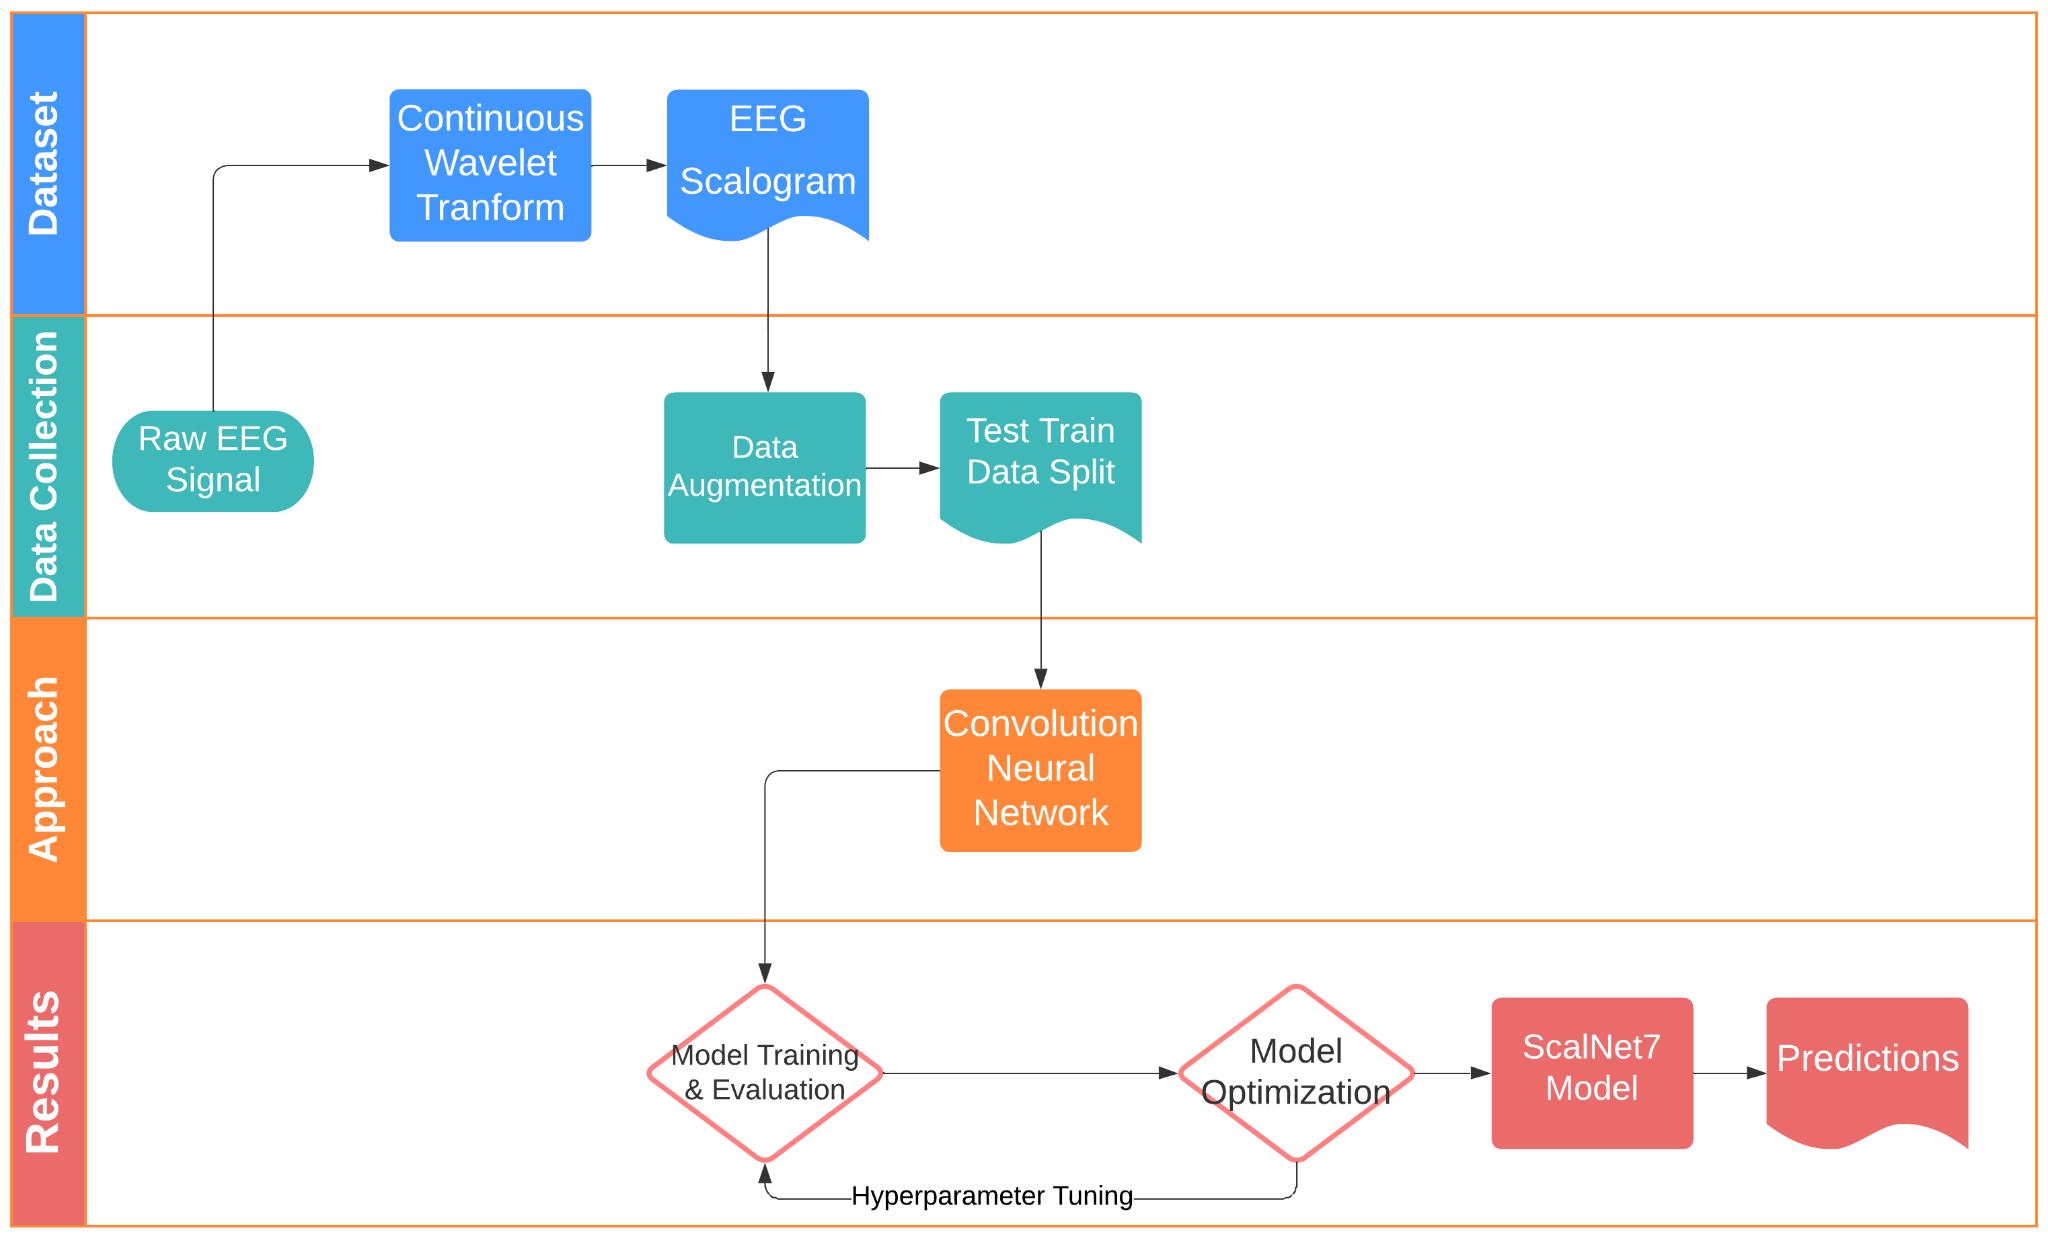 Dataset
Continuous
Wavelet
Tranform
EEG
Scalogram
Data Collection
Raw EEG
Signal
Data
Augmentation
Test Train
Data Split
Approach
Convolution
Neural
Network
Results
Model Training
& Evaluation
Model
Optimization
ScalNet7
Model
Predictions
Hyperparameter Tuning